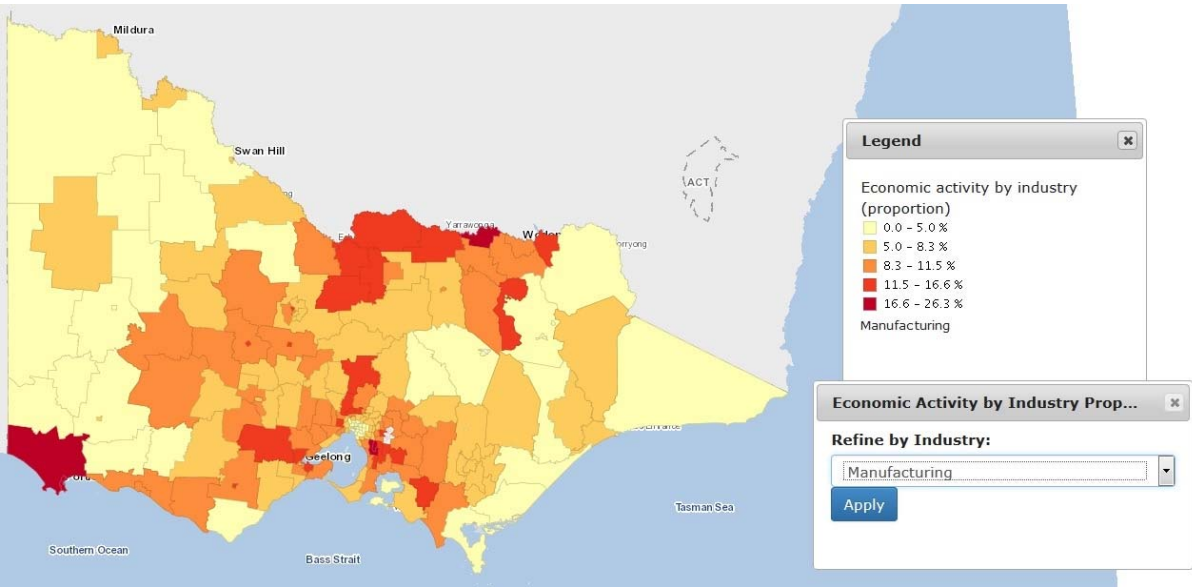 Mildura
Swan Hill
ACT
Yarrawonga
Geelong
Southern Ocean
Bass Strait
Tasman Sea
Legend
Economic activity by industry
(proportion)
0.0 - 5.0 %
5.0 - 8.3 %
8.3 - 11.5 %
11.5 - 16.6 %
16.6 - 26.3 %
Manufacturing
Economic Activity by Industry Prop...
Refine by Industry:
Manufacturing
Apply